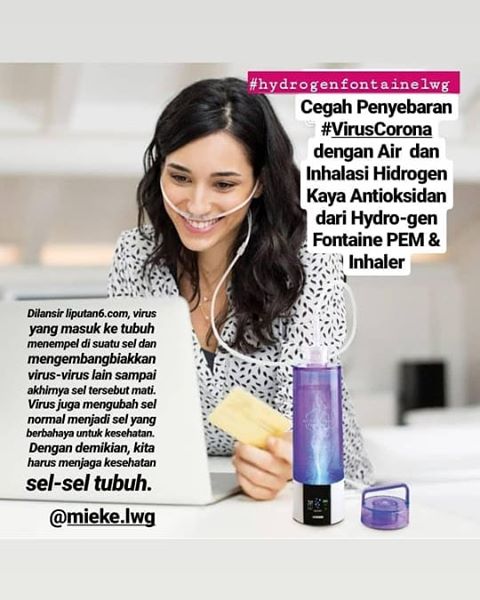 #hydrogenfontainelwg
Cegah Penyebaran
#VirusCorona
dengan Air dan
Inhalasi Hidrogen
Kaya Antioksidan
dari Hydro-gen
Fontaine PEM &
Inhaler
Dilansir liputan6.com, virus
yang masuk ke tubuh
menempel di suatu sel dan
mengembangbiakkan
virus-virus lain sampai
akhirnya sel tersebut mati.
Virus juga mengubah sel
normal menjadi sel yang
berbahaya untuk kesehatan.
Dengan demikian, kita
harus menjaga kesehatan
sel-sel tubuh.
@mieke.lwg